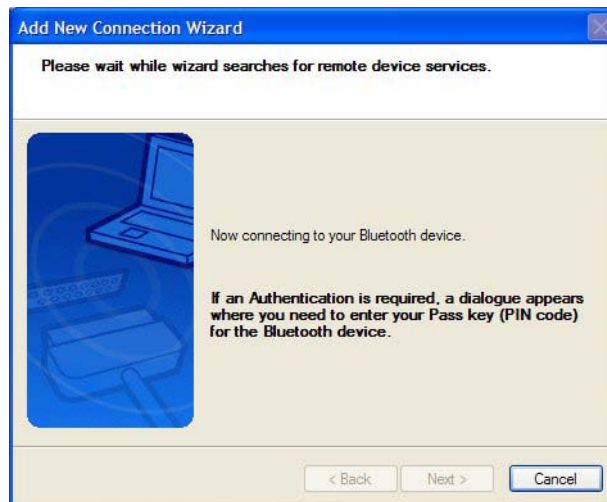 Add New Connection Wizard
Please wait while wizard searches for remote device services.
Now connecting to your Bluetooth device.
If an Authentication is required, a dialogue appears
where you need to enter your Pass key (PIN code)
for the Bluetooth device.
< Back Next > Cancel